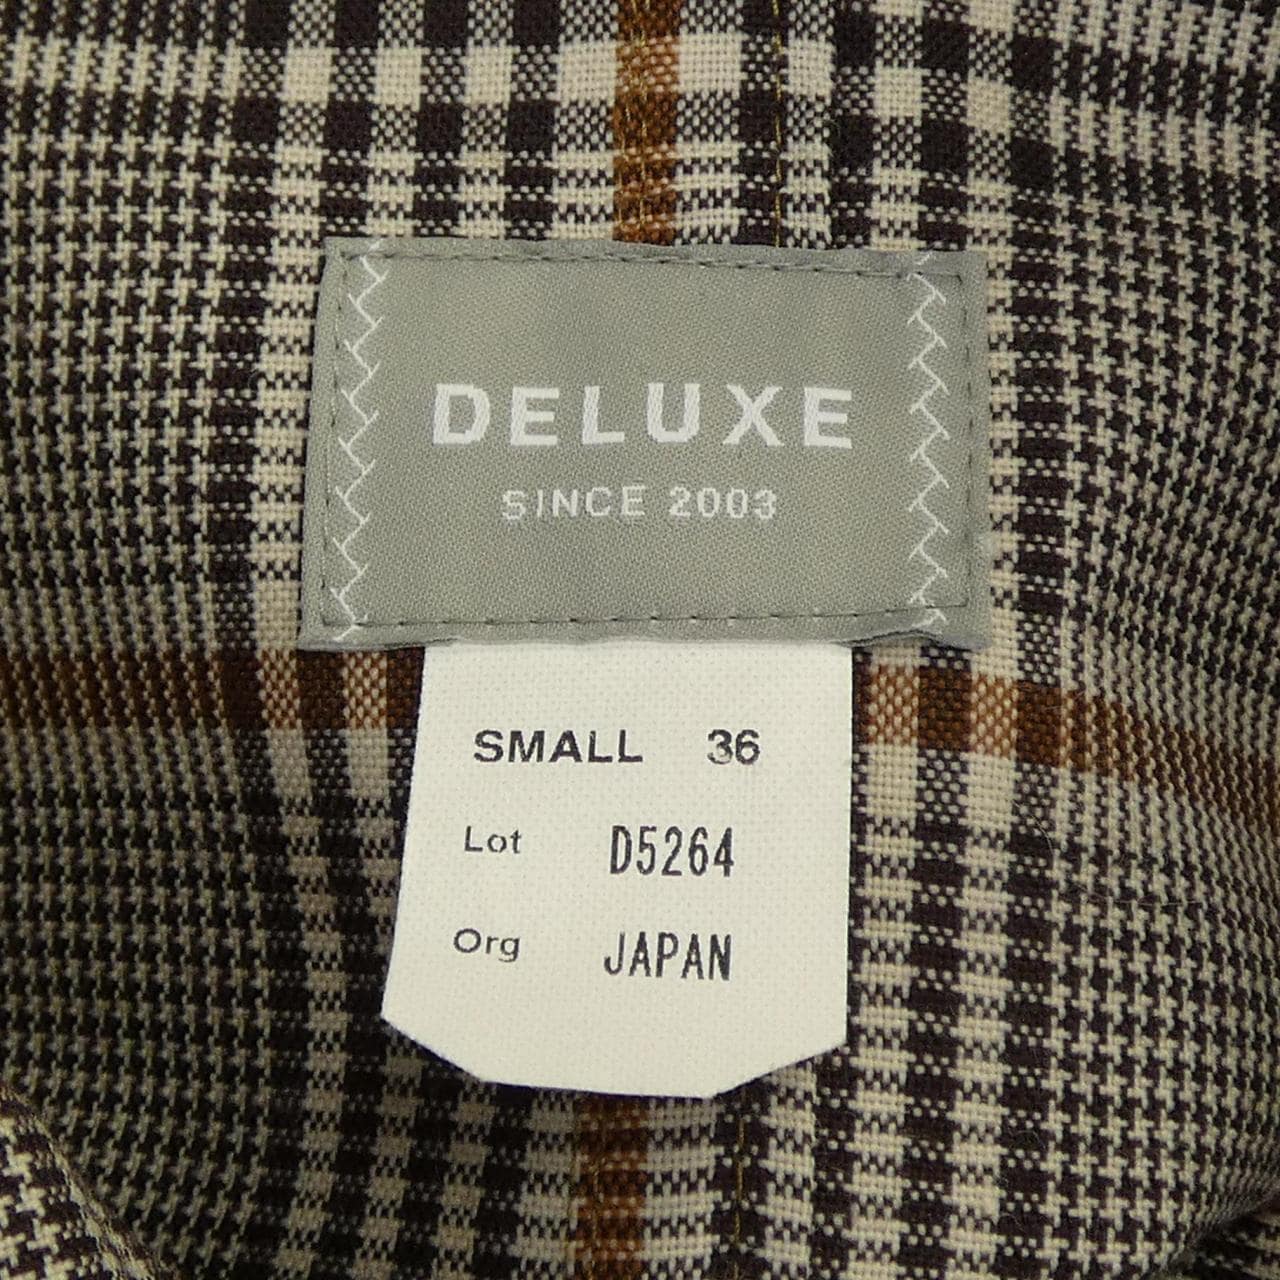 DELUXE
SINCE 2003
SMALL 36
Lot D5264
Org JAPAN